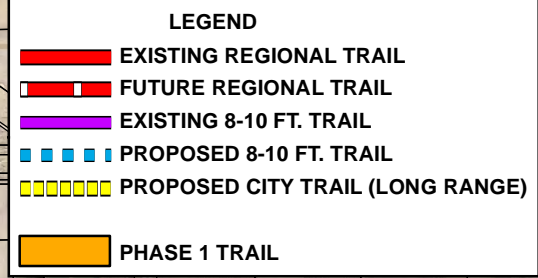 LEGEND
EXISTING REGIONAL TRAIL
FUTURE REGIONAL TRAIL
EXISTING 8-10 FT. TRAIL
PROPOSED 8-10 FT. TRAIL
PROPOSED CITY TRAIL (LONG RANGE)
PHASE 1 TRAIL